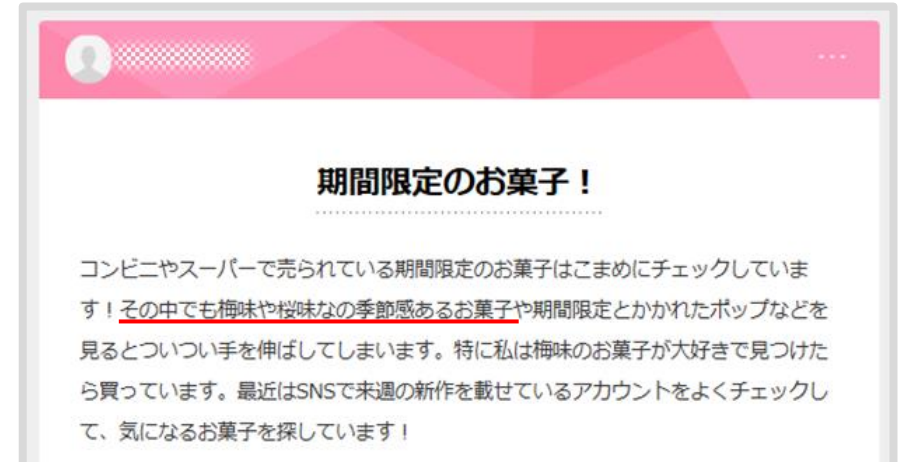 期間限定のお菓子！
コンビニやスーパーで売られている期間限定のお菓子はこまめにチェックしていま
す！その中でも梅味や桜味なの季節感あるお菓子や期間限定とかかれたポップなどを
見るとついつい手を伸ばしてしまいます。特に私は梅味のお菓子が大好きで見つけた
ら買っています。最近はSNSで来週の新作を載せているアカウントをよくチェックし
て、気になるお菓子を探しています！